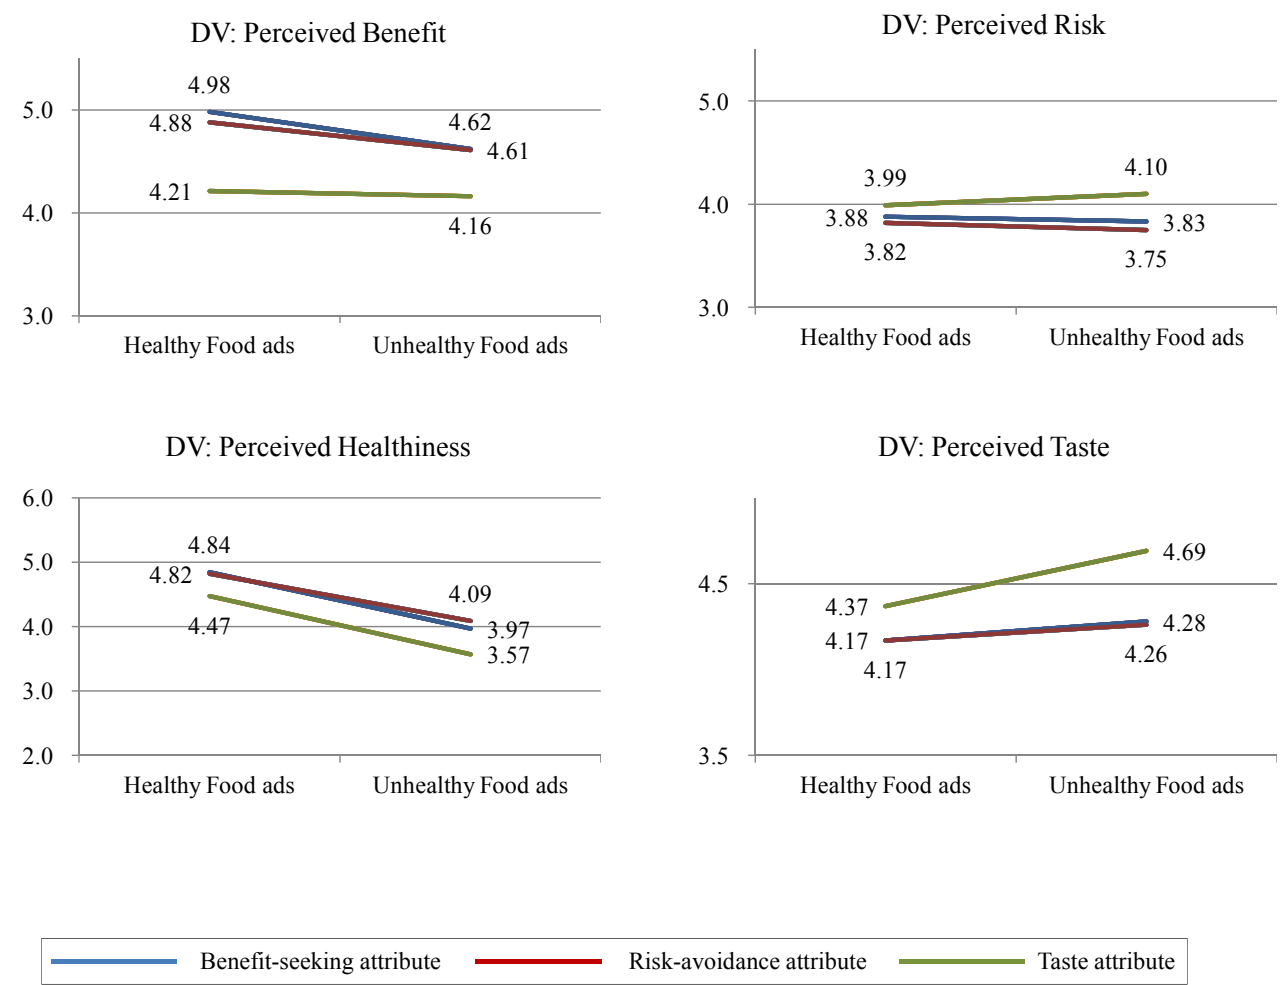 DV: Perceived Benefit
5.0
4.0
3.0
4.98
4.88
4.62
4.61
4.21
4.16
Healthy Food ads
Unhealthy Food ads
DV: Perceived Risk
5.0
4.0
3.0
3.99
4.10
3.88
3.83
3.82
3.75
Healthy Food ads
Unhealthy Food ads
DV: Perceived Healthiness
6.0
5.0
4.0
3.0
2.0
4.84
4.82
4.09
4.47
3.97
3.57
Healthy Food ads
Unhealthy Food ads
DV: Perceived Taste
4.5
3.5
4.69
4.37
4.17
4.28
4.17
4.26
Healthy Food ads
Unhealthy Food ads
Benefit-seeking attribute
Risk-avoidance attribute
Taste attribute